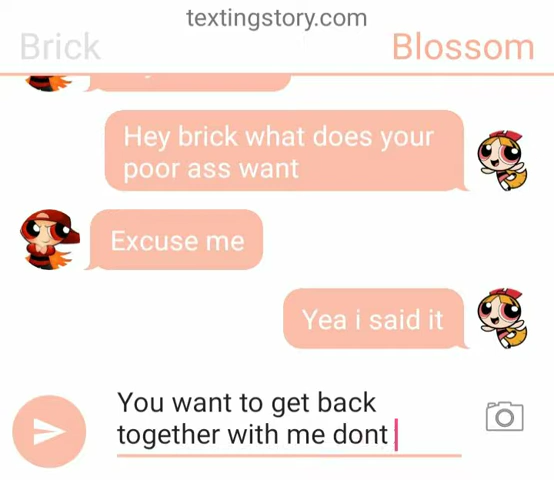 textingstory.com
Brick
Blossom
Hey brick what does your
poor ass want
Excuse me
Yea i said it
You want to get back
together with me dont